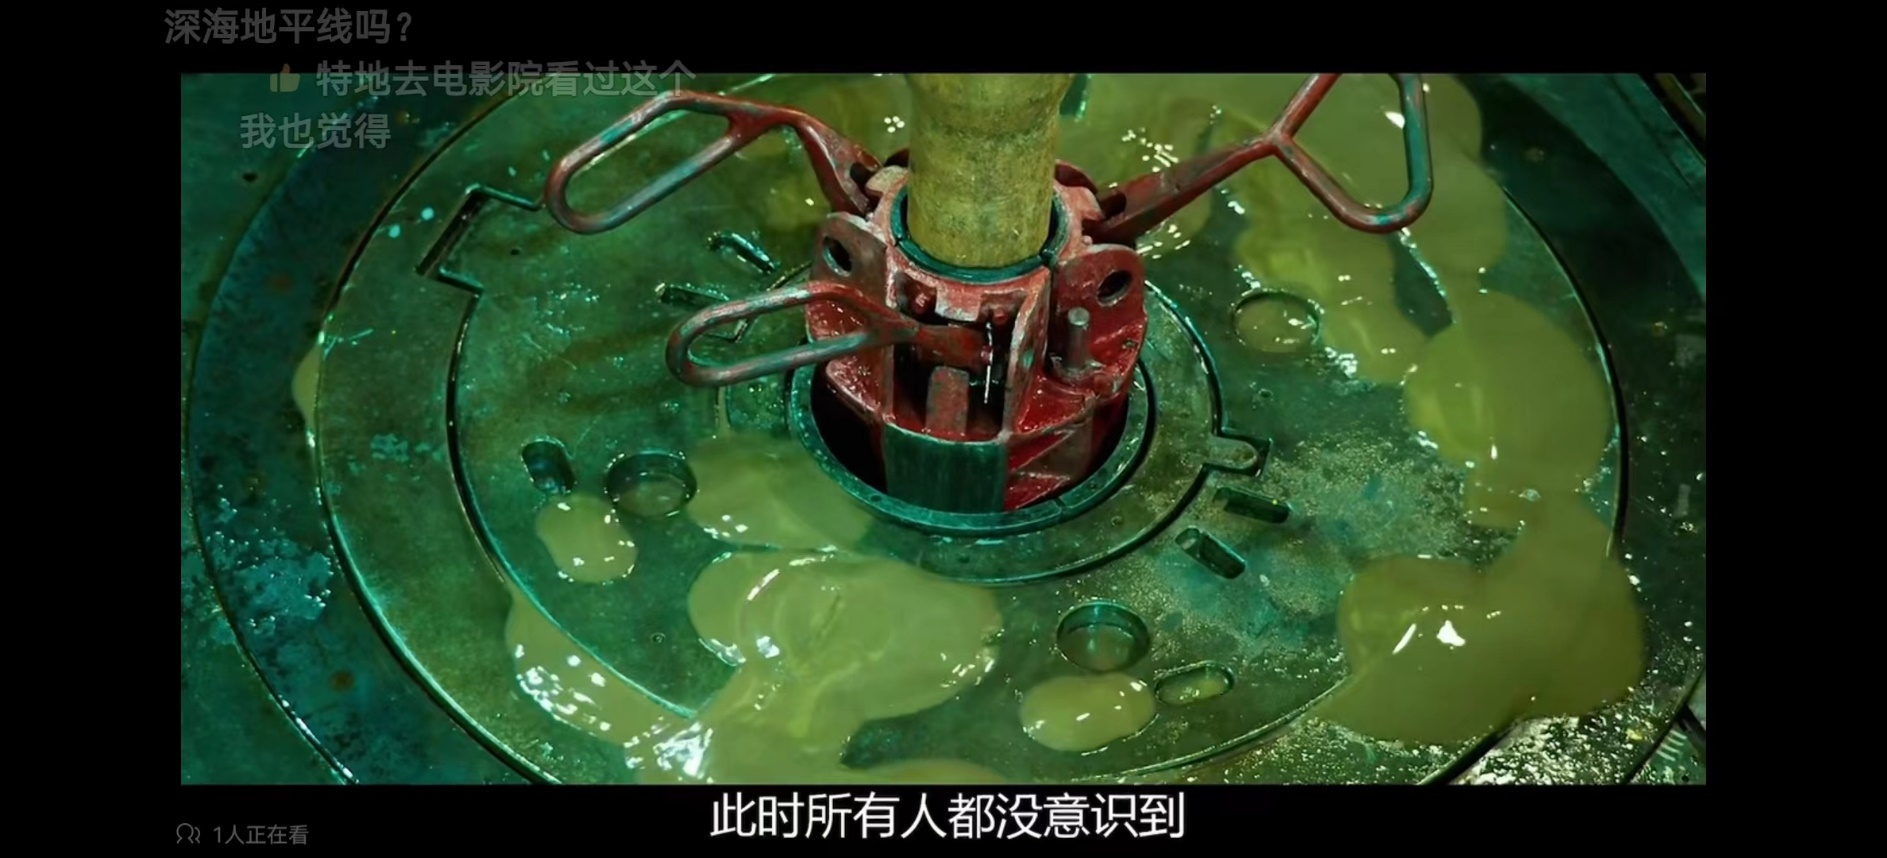 深海地平线吗？
👍 特地去电影院看过这个
我也觉得
此时所有人都没意识到
1人正在看